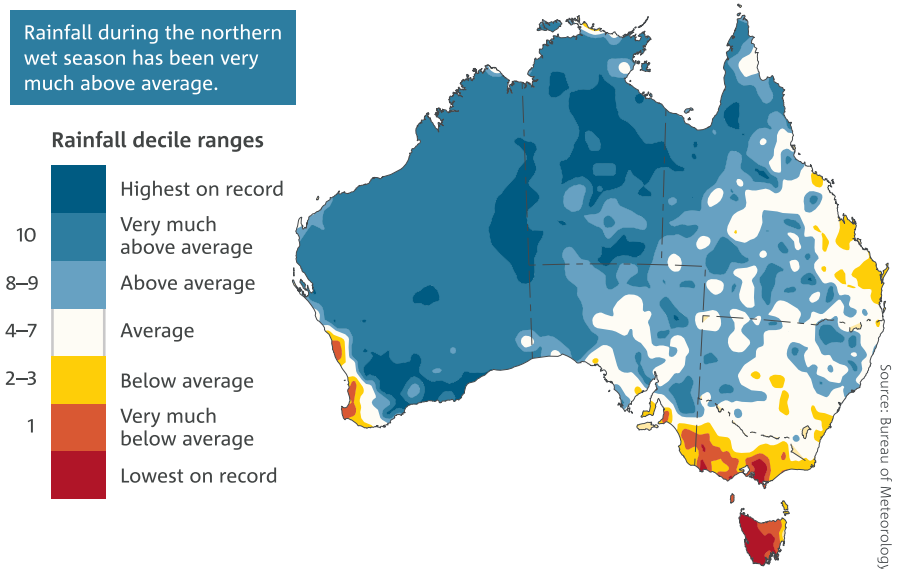 Rainfall during the northern
wet season has been very
much above average.
Rainfall decile ranges
Highest on record
10
Very much
above average
8–9
Above average
4–7
Average
2–3
Below average
1
Very much
below average
Lowest on record
Source: Bureau of Meteorology